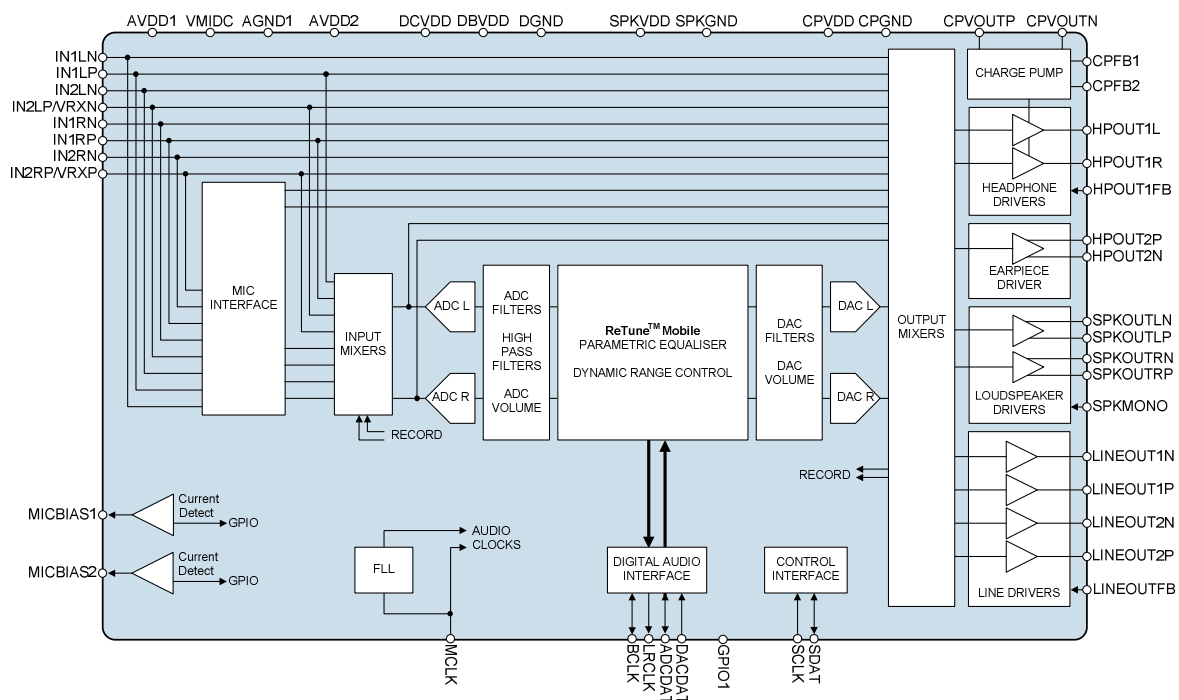 AVDD1 VMIDC AGND1 AVDD2 DCVDD DBVDD DGND SPKVDD SPKGND CPVDD CPGND CPVOUTP CPVOUTN
IN1LN
IN1LP
IN2LN
IN2LP/VRXN
IN1RN
IN1RP
IN2RN
IN2RP/VRXP
MIC
INTERFACE
INPUT
MIXERS
RECORD
ADC L
ADC R
ADC
FILTERS
HIGH
PASS
FILTERS
ADC
VOLUME
ReTune™ Mobile
PARAMETRIC EQUALISER
DYNAMIC RANGE CONTROL
DAC
FILTERS
DAC
VOLUME
DAC L
DAC R
OUTPUT
MIXERS
RECORD
CHARGE PUMP
CPFB1
CPFB2
HPOUT1L
HPOUT1R
HEADPHONE
DRIVERS
HPOUT1FB
HPOUT2P
HPOUT2N
EARPIECE
DRIVER
SPKOUTLN
SPKOUTLP
SPKOUTRN
SPKOUTRP
LOUDSPEAKER
DRIVERS
SPKMONO
LINEOUT1N
LINEOUT1P
LINEOUT2N
LINEOUT2P
LINE DRIVERS
LINEOUTFB
MICBIAS1
Current
Detect
GPIO
MICBIAS2
Current
Detect
GPIO
FLL
AUDIO
CLOCKS
DIGITAL AUDIO
INTERFACE
CONTROL
INTERFACE
MCLK
BCLK
LRCLK
ADCDAT
DACDAT
GPIO1
SCLK
SDAT